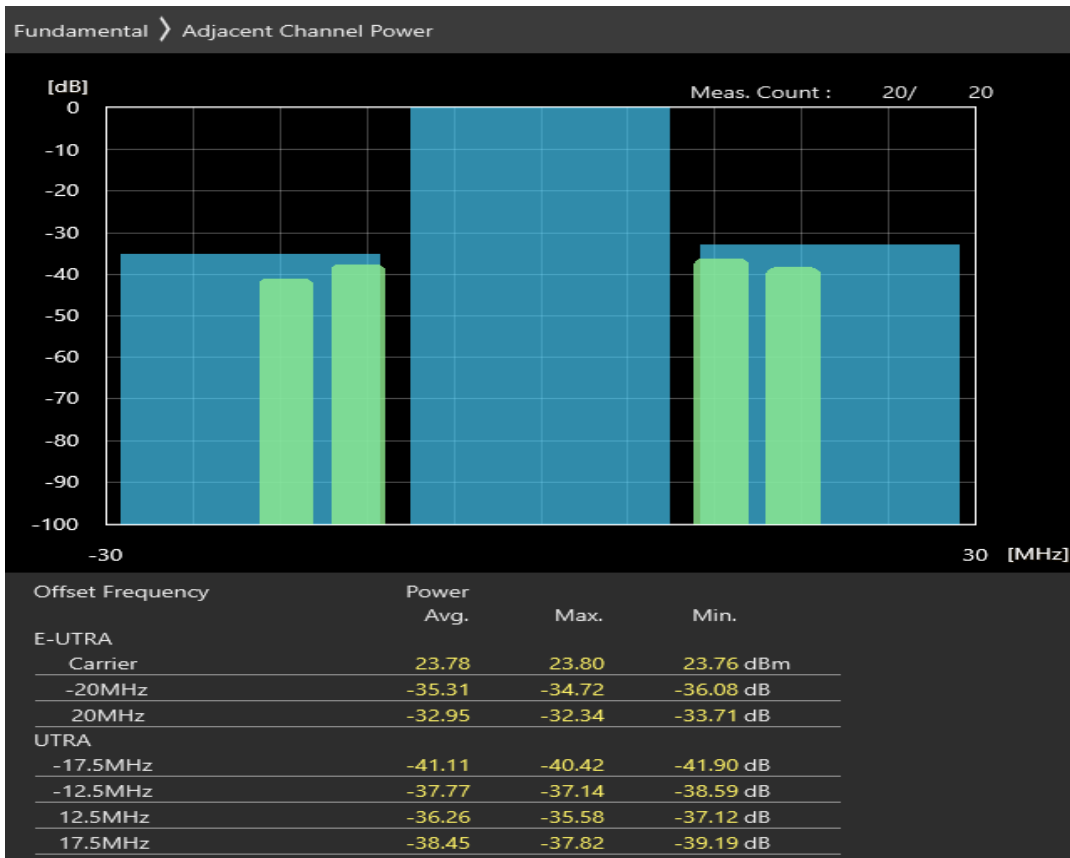 Fundamental 〉 Adjacent Channel Power
[dB]
Meas. Count : 20/ 20
0
-10
-20
-30
-40
-50
-60
-70
-80
-90
-100
-30 30 [MHz]
Offset Frequency Power
Avg. Max. Min.
E-UTRA
Carrier 23.78 23.80 23.76 dBm
-20MHz -35.31 -34.72 -36.08 dB
20MHz -32.95 -32.34 -33.71 dB
UTRA
-17.5MHz -41.11 -40.42 -41.90 dB
-12.5MHz -37.77 -37.14 -38.59 dB
12.5MHz -36.26 -35.58 -37.12 dB
17.5MHz -38.45 -37.82 -39.19 dB